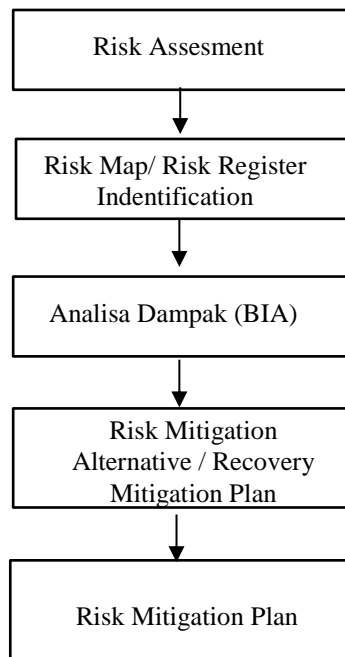 Risk Assesment
Risk Map/ Risk Register
Indentification
Analisa Dampak (BIA)
Risk Mitigation
Alternative / Recovery
Mitigation Plan
Risk Mitigation Plan